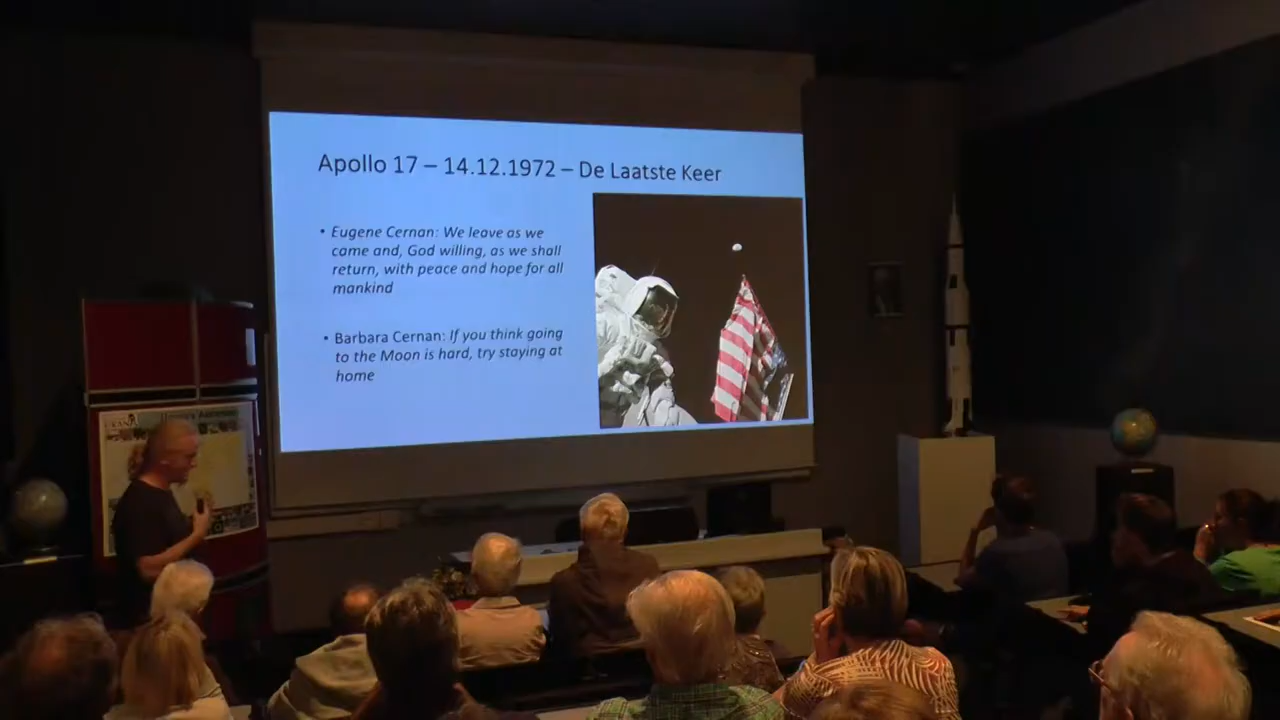 Apollo 17 – 14.12.1972 – De Laatste Keer
• Eugene Cernan: We leave as we
came and, God willing, as we shall
return, with peace and hope for all
mankind
• Barbara Cernan: If you think going
to the Moon is hard, try staying at
home